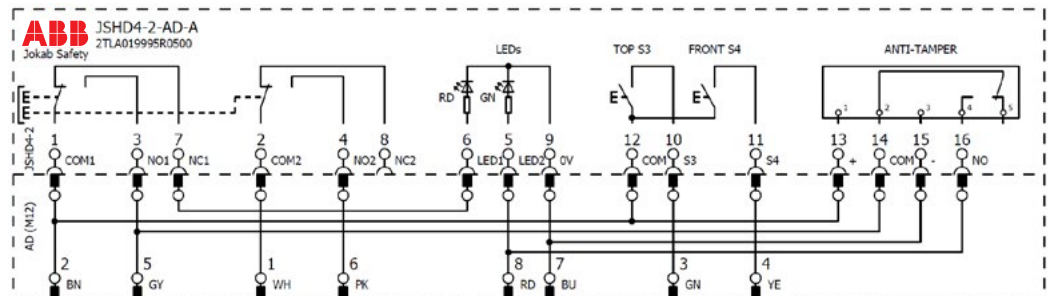 ABB JSHD4-2-AD-A
2TLA019995R0500
Jokab Safety
LEDs TOP S3 FRONT S4 ANTI-TAMPER
RD GN E E
E
E
1 2 3 4 5
JSHD4-2
1 3 7 2 4 8 6 5 9 12 10 11 13 14 15 16
COM1 NO1 NC1 COM2 NO2 NC2 LED1 LED2 0V COM S3 S4 + COM - NO
AD (M12)
2 5 1 6 8 7 3 4
BN GY WH PK RD BU GN YE